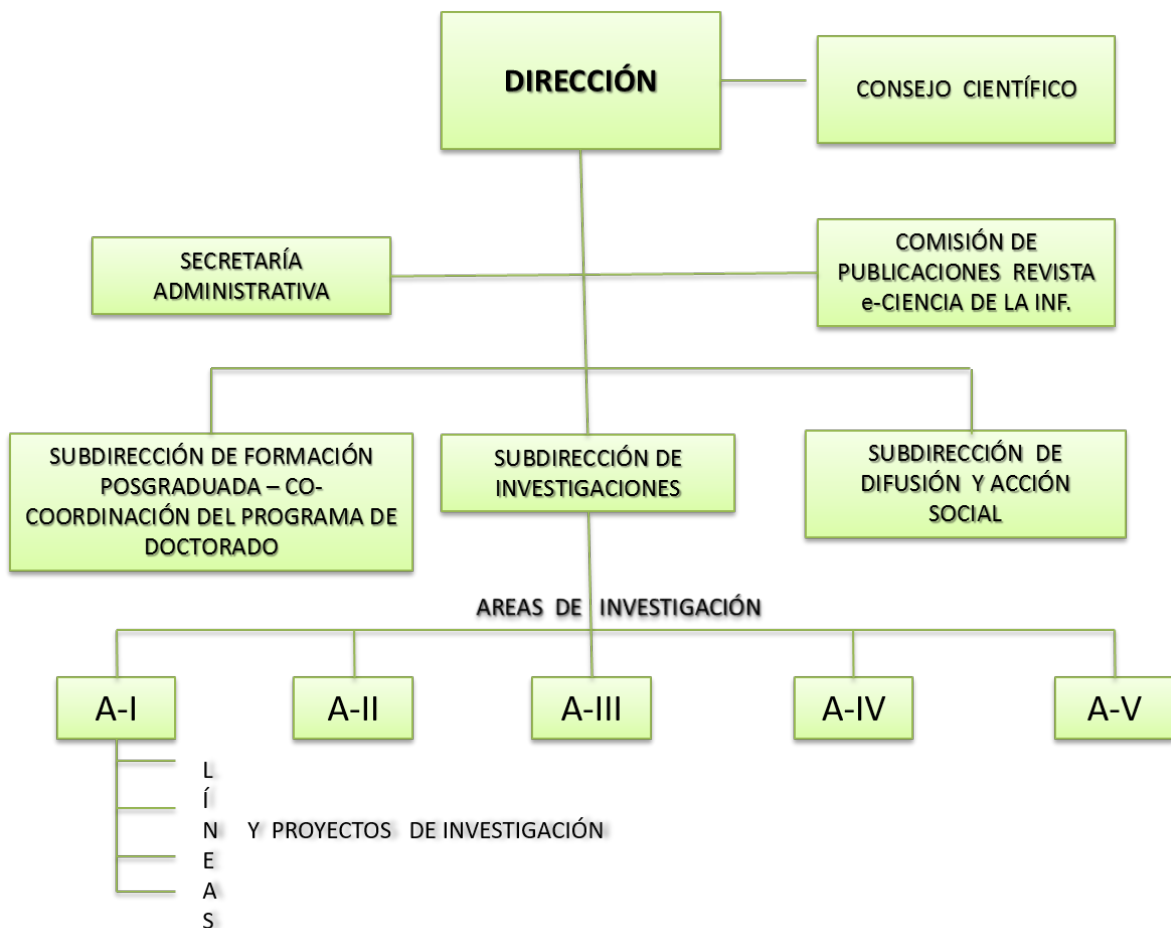 DIRECCIÓN
CONSEJO CIENTÍFICO
SECRETARÍA
ADMINISTRATIVA
COMISIÓN DE
PUBLICACIONES REVISTA
e-CIENCIA DE LA INF.
SUBDIRECCIÓN DE FORMACIÓN
POSGRADUADA – CO-
COORDINACIÓN DEL PROGRAMA DE
DOCTORADO
SUBDIRECCIÓN DE
INVESTIGACIONES
SUBDIRECCIÓN DE
DIFUSIÓN Y ACCIÓN
SOCIAL
AREAS DE INVESTIGACIÓN
A-I
A-II
A-III
A-IV
A-V
L
Í
N Y PROYECTOS DE INVESTIGACIÓN
E
A
S